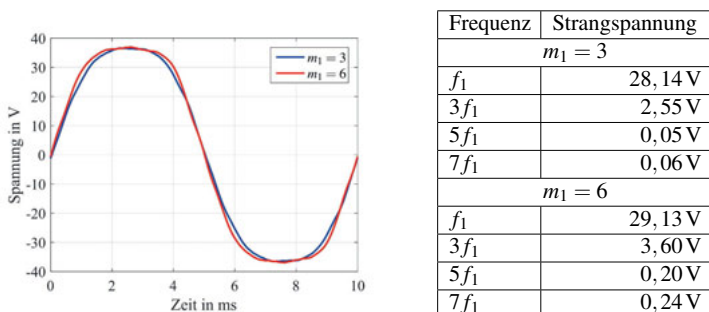 40
30
20
10
0
-10
-20
-30
-40
Spannung in V
0 2 4 6 8 10
Zeit in ms
m₁ = 3
m₁ = 6
Frequenz Strangspannung
m₁ = 3
f₁ 28,14 V
3f₁ 2,55 V
5f₁ 0,05 V
7f₁ 0,06 V
m₁ = 6
f₁ 29,13 V
3f₁ 3,60 V
5f₁ 0,20 V
7f₁ 0,24 V